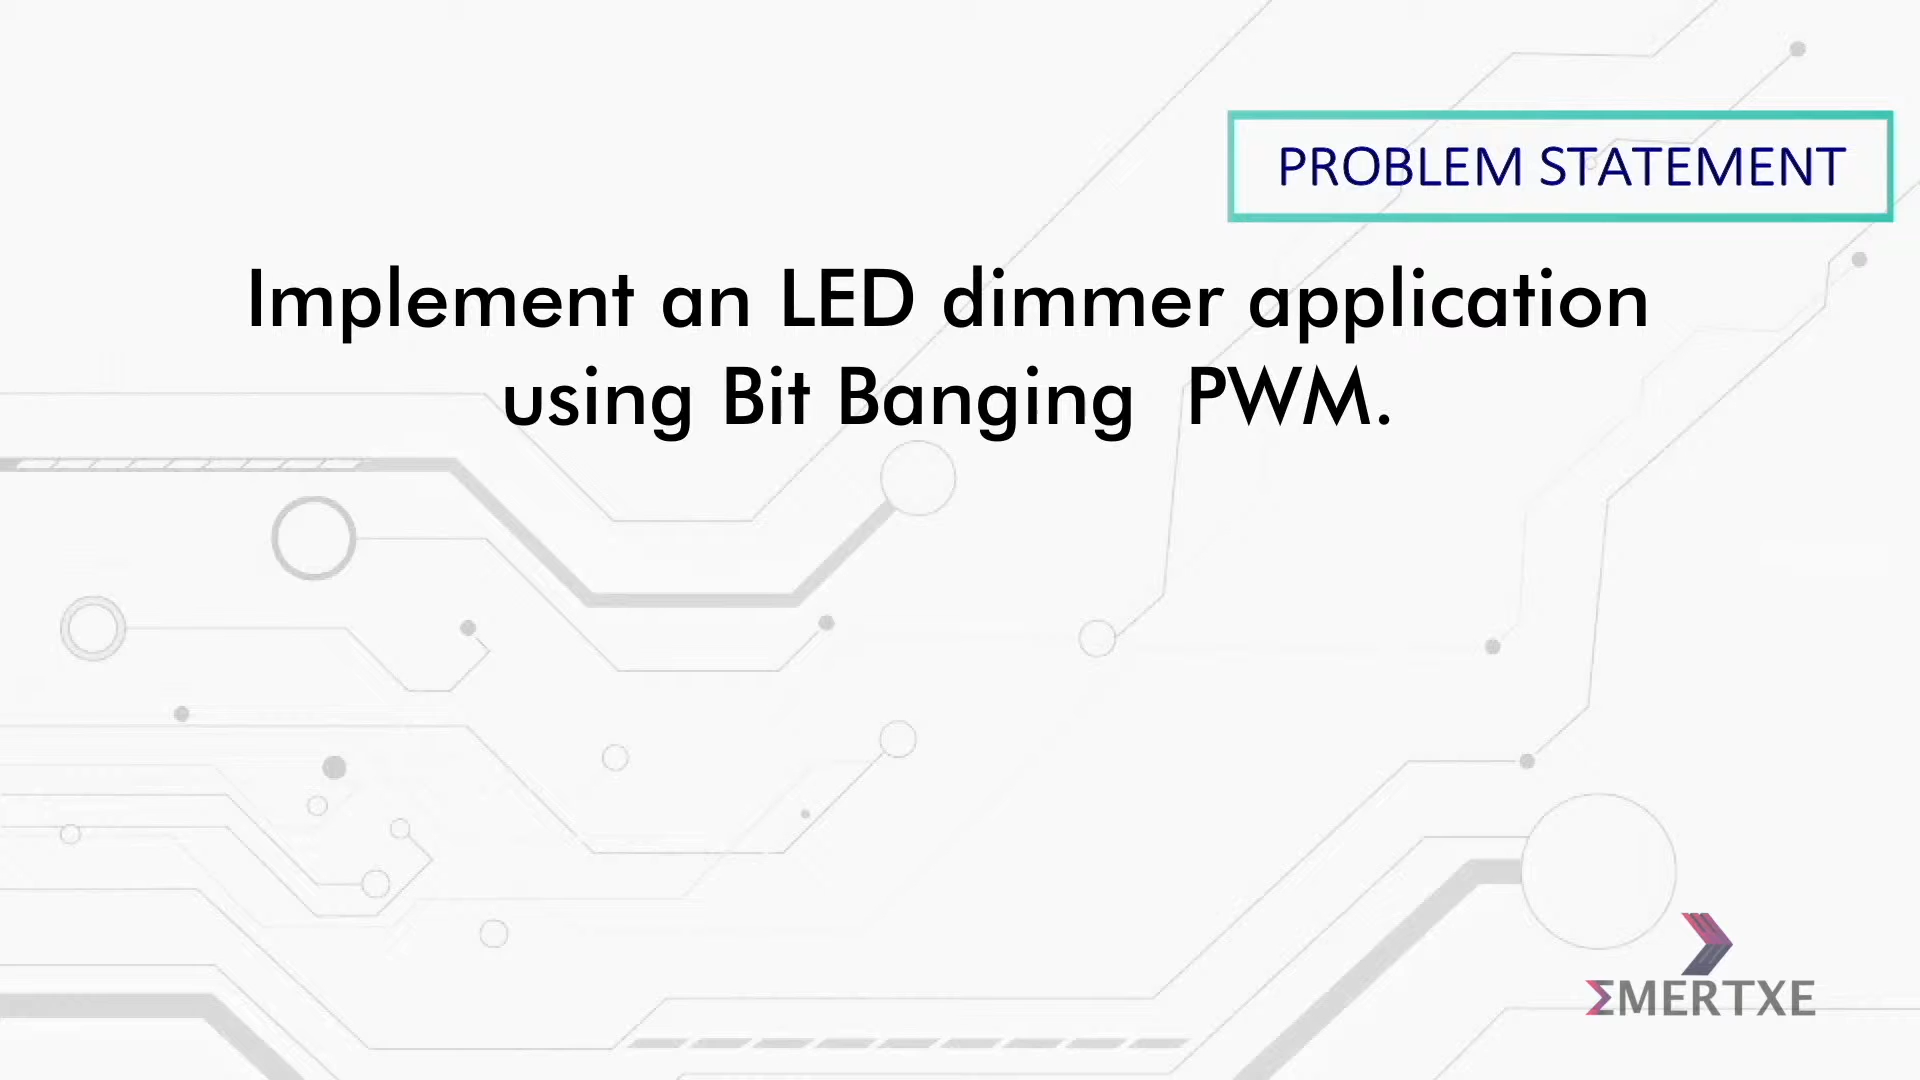 PROBLEM STATEMENT
Implement an LED dimmer application
using Bit Banging  PWM.
ΣMERTXE